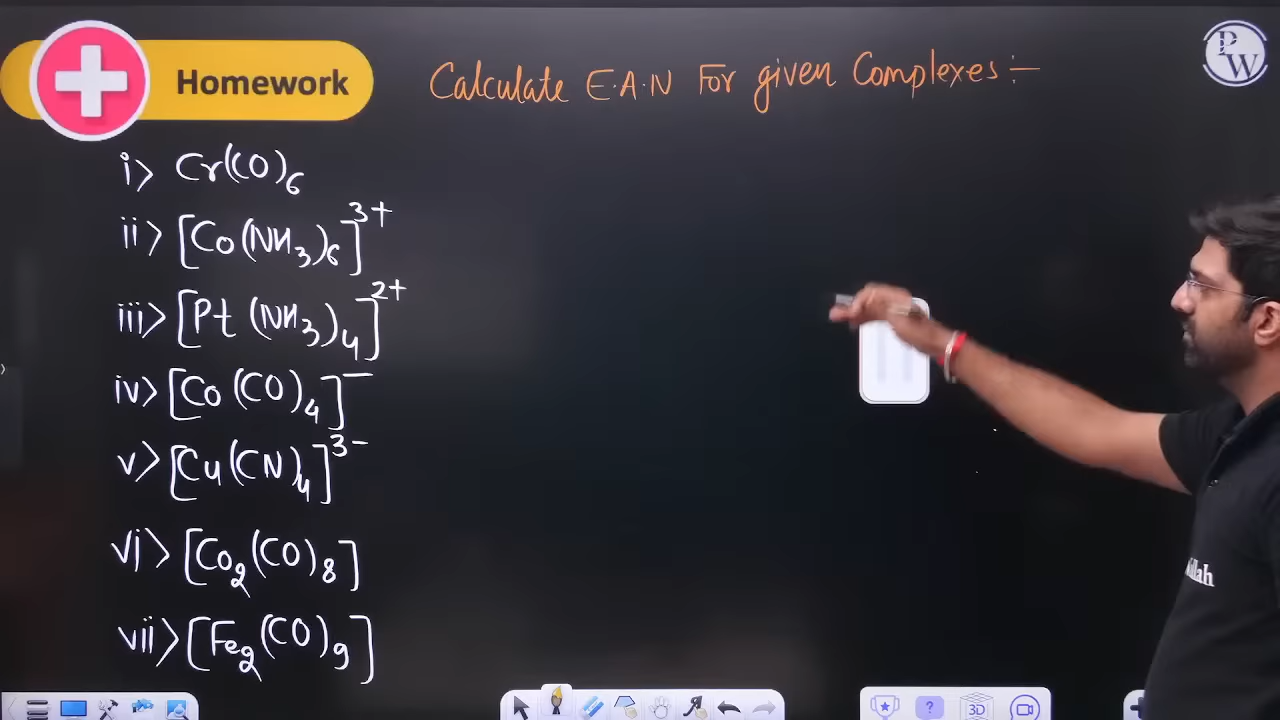 Homework
Calculate E.A.N For given Complexes :-
P
W
i> Cr(CO)6
ii> [Co(NH3)6]3+
iii> [Pt(NH3)4]2+
iv> [Co(CO)4]-
v> [Cu(CN)4]3-
vi> [Co2(CO)8]
vii> [Fe2(CO)9]
?
3D